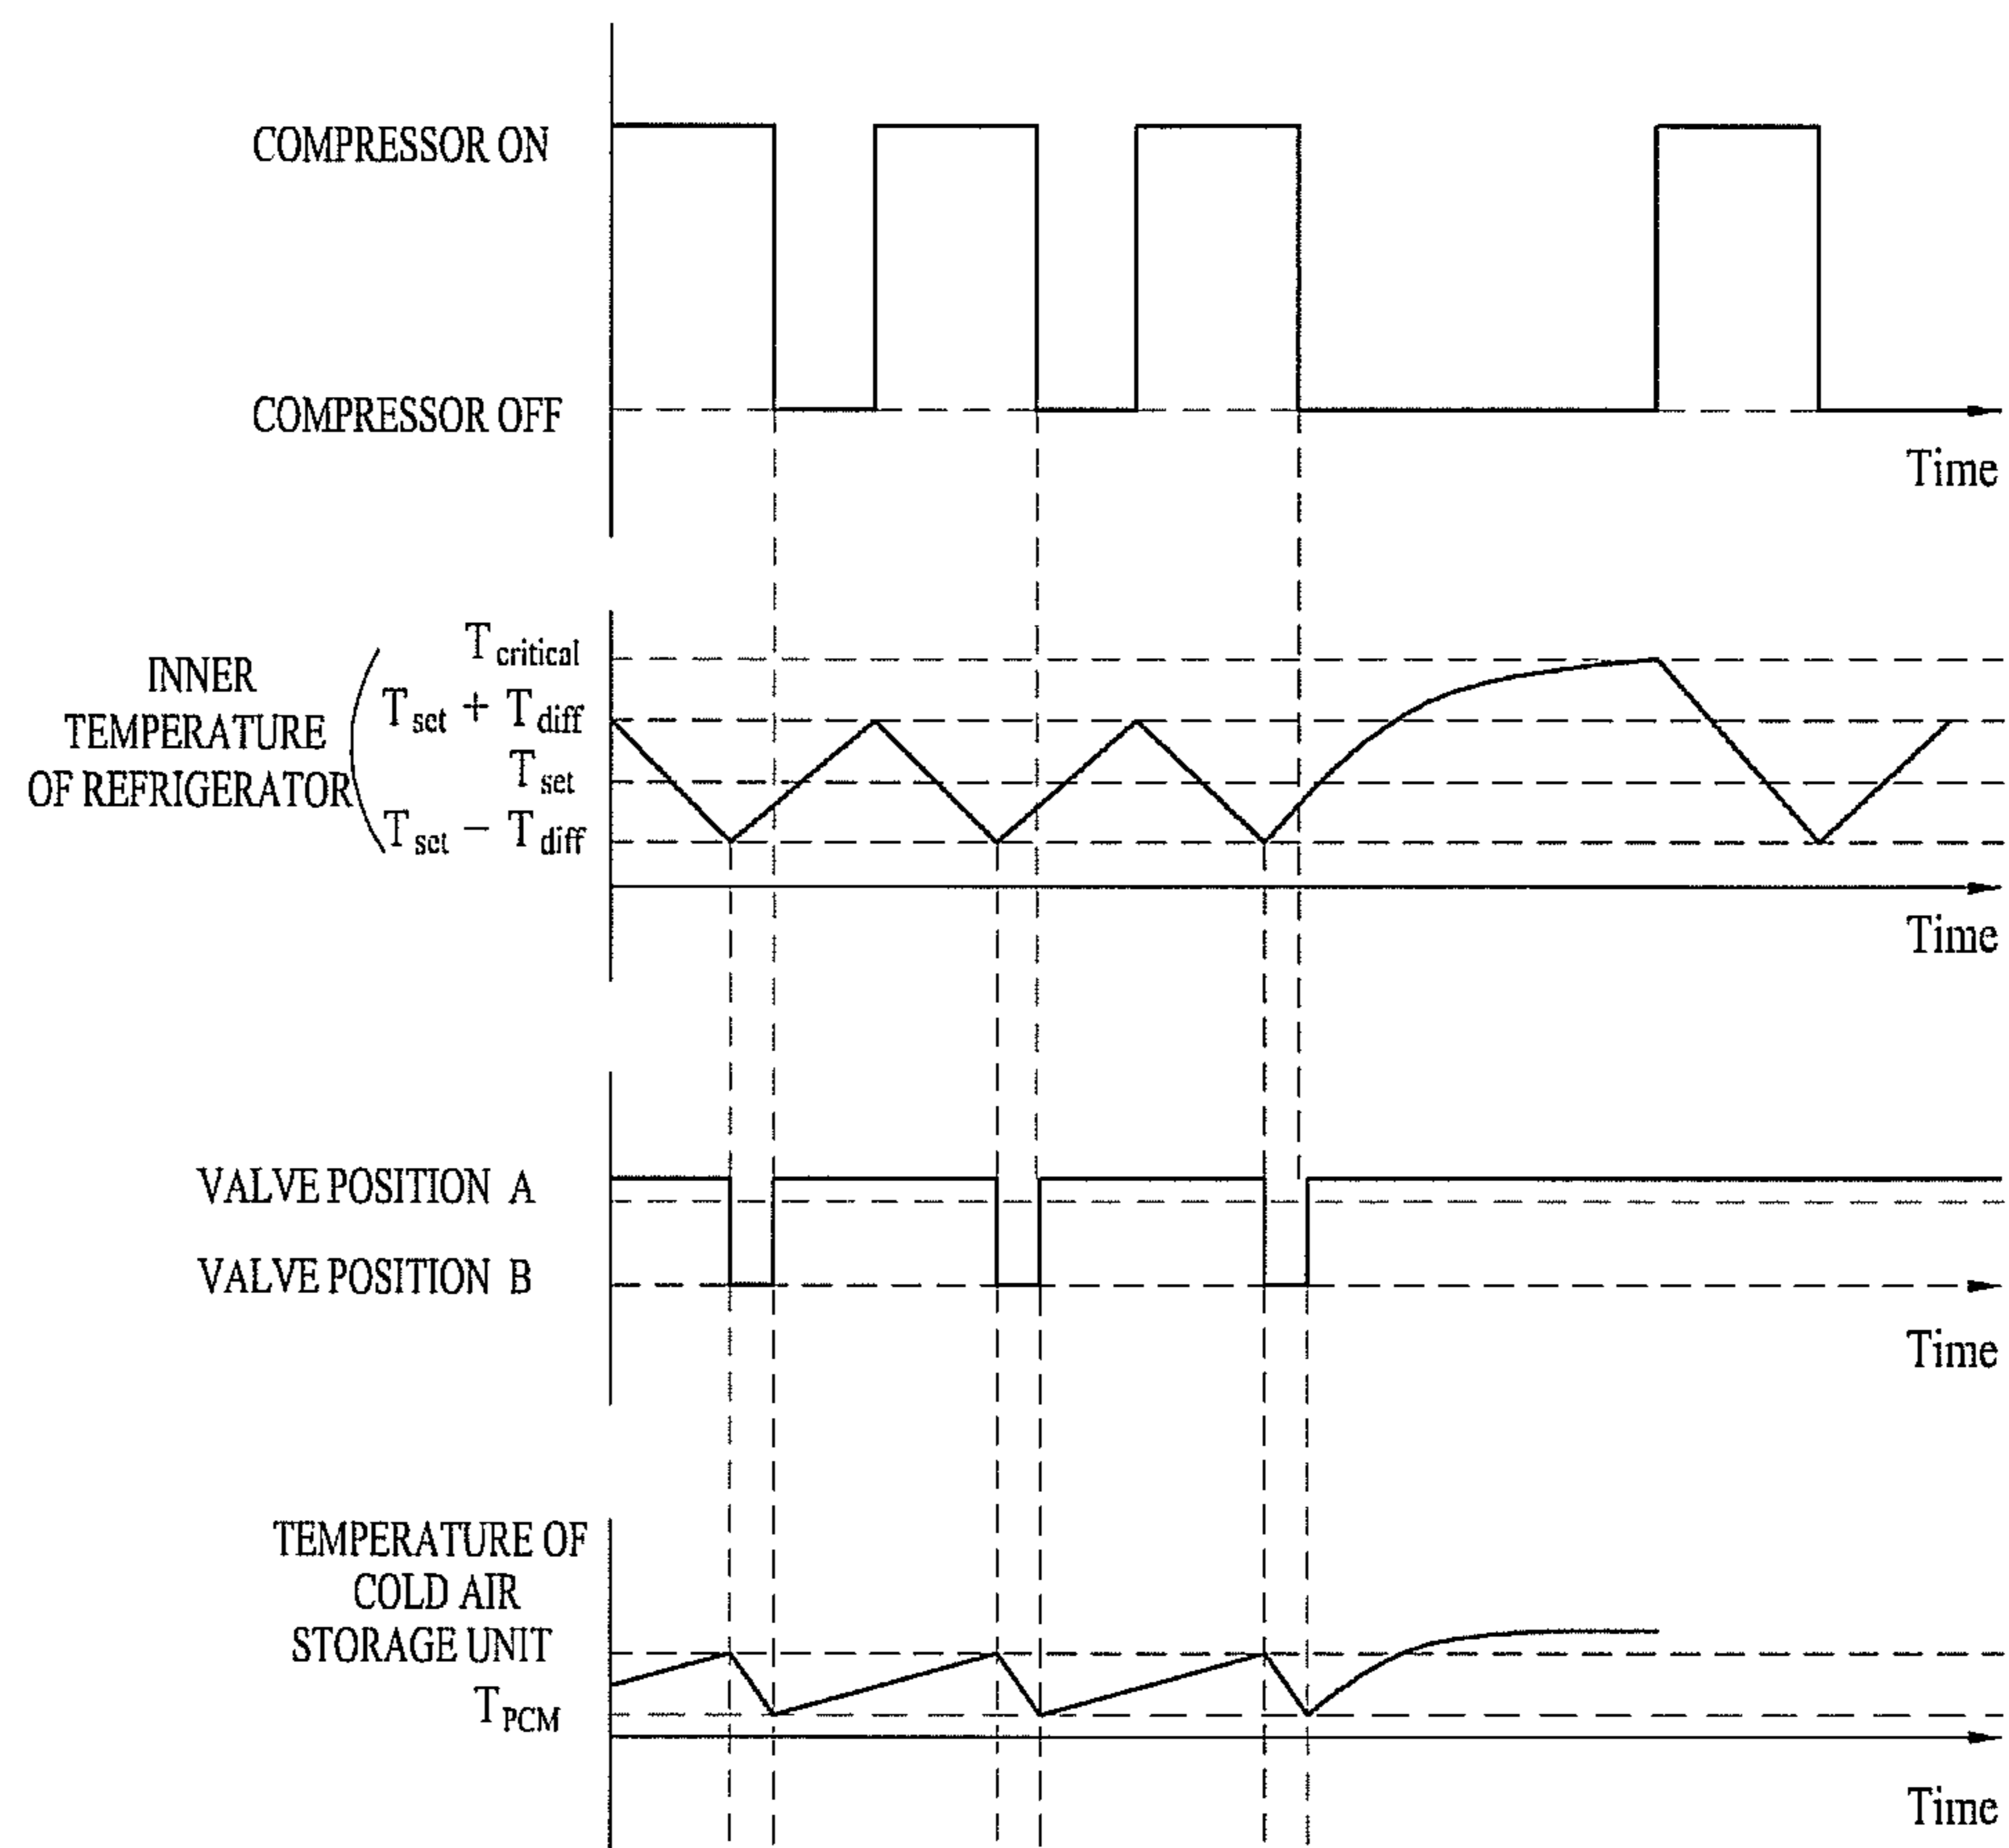 COMPRESSOR ON
COMPRESSOR OFF
Time
INNER
TEMPERATURE
OF REFRIGERATOR
T critical
T set + T diff
T set
T set − T diff
Time
VALVE POSITION A
VALVE POSITION B
Time
TEMPERATURE OF
COLD AIR
STORAGE UNIT
T PCM
Time